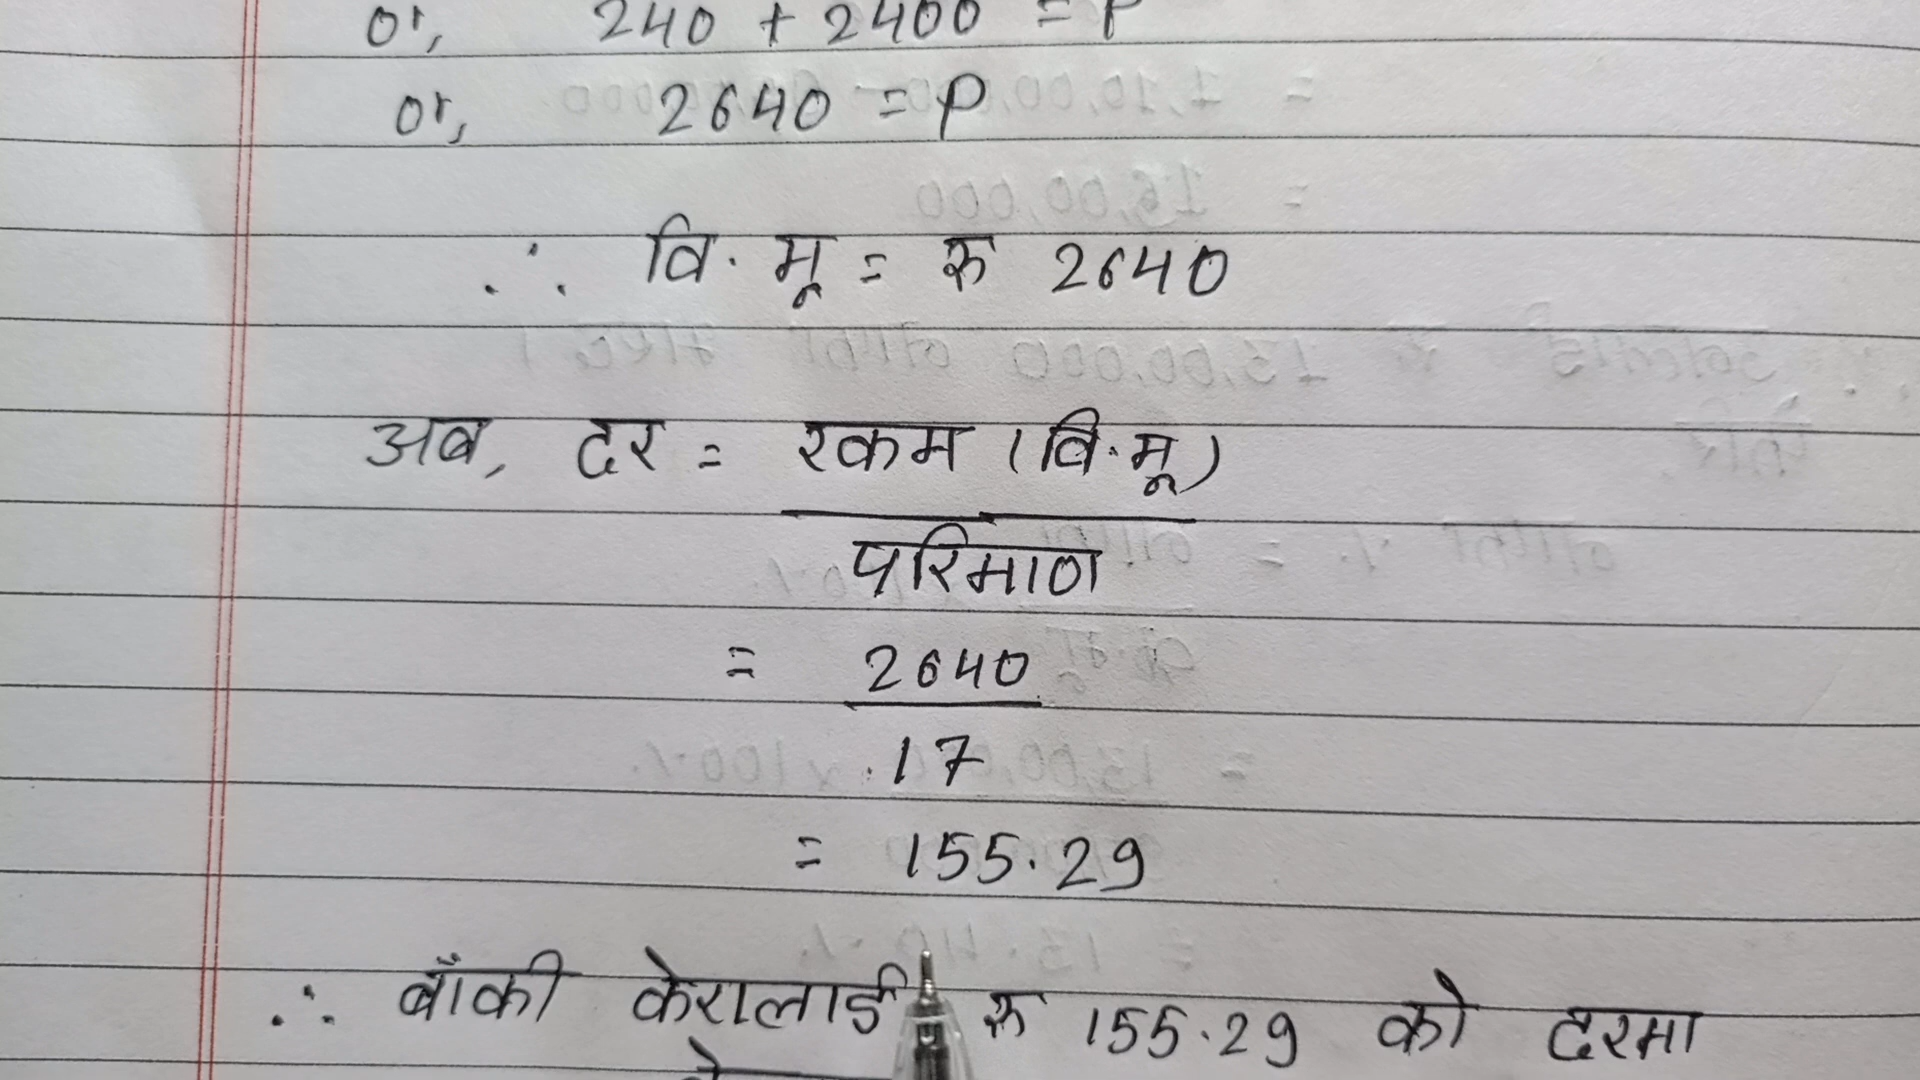 or, 240 + 2400 = P
or, 2640 = P
∴ वि. मू = रु 2640
अब, दर = रकम (वि. मू)
परिमाण
= 2640
17
= 155.29
∴ बाँकी केरालाई रु 155.29 को दरमा